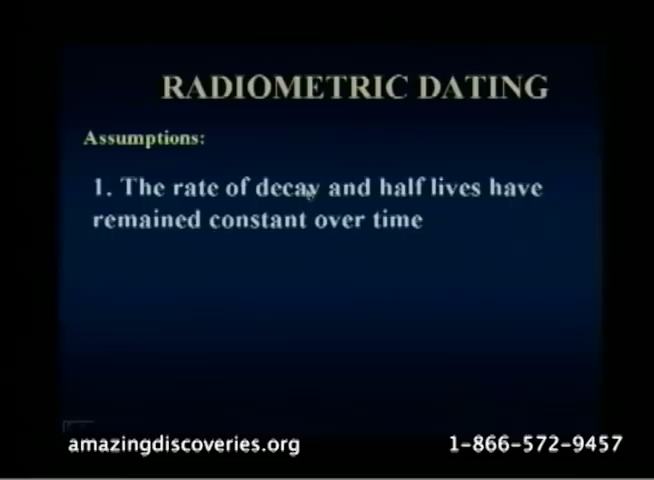 RADIOMETRIC DATING
Assumptions:
1. The rate of decay and half lives have
remained constant over time
amazingdiscoveries.org 1-866-572-9457